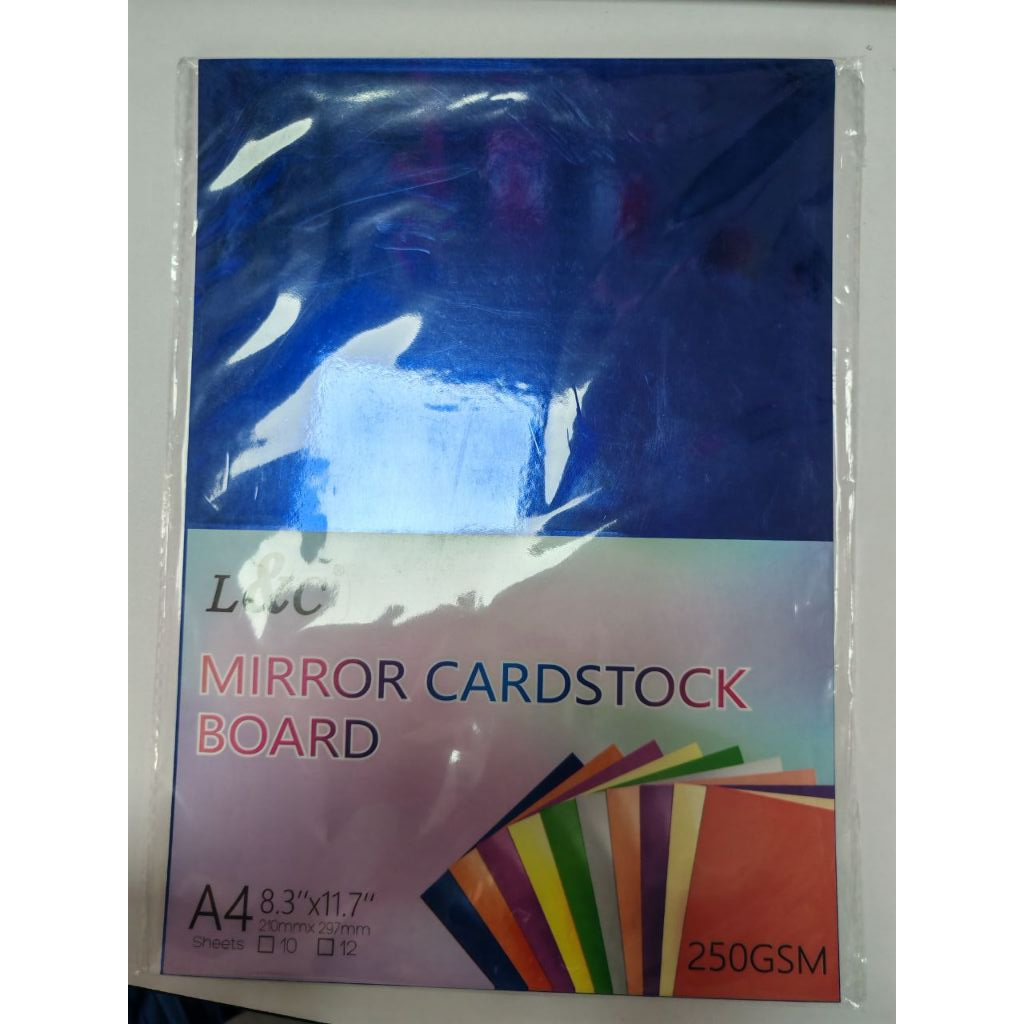 L&C
MIRROR CARDSTOCK
BOARD
A4 8.3"x11.7"
210mmx297mm
Sheets □ 10 □ 12
250GSM